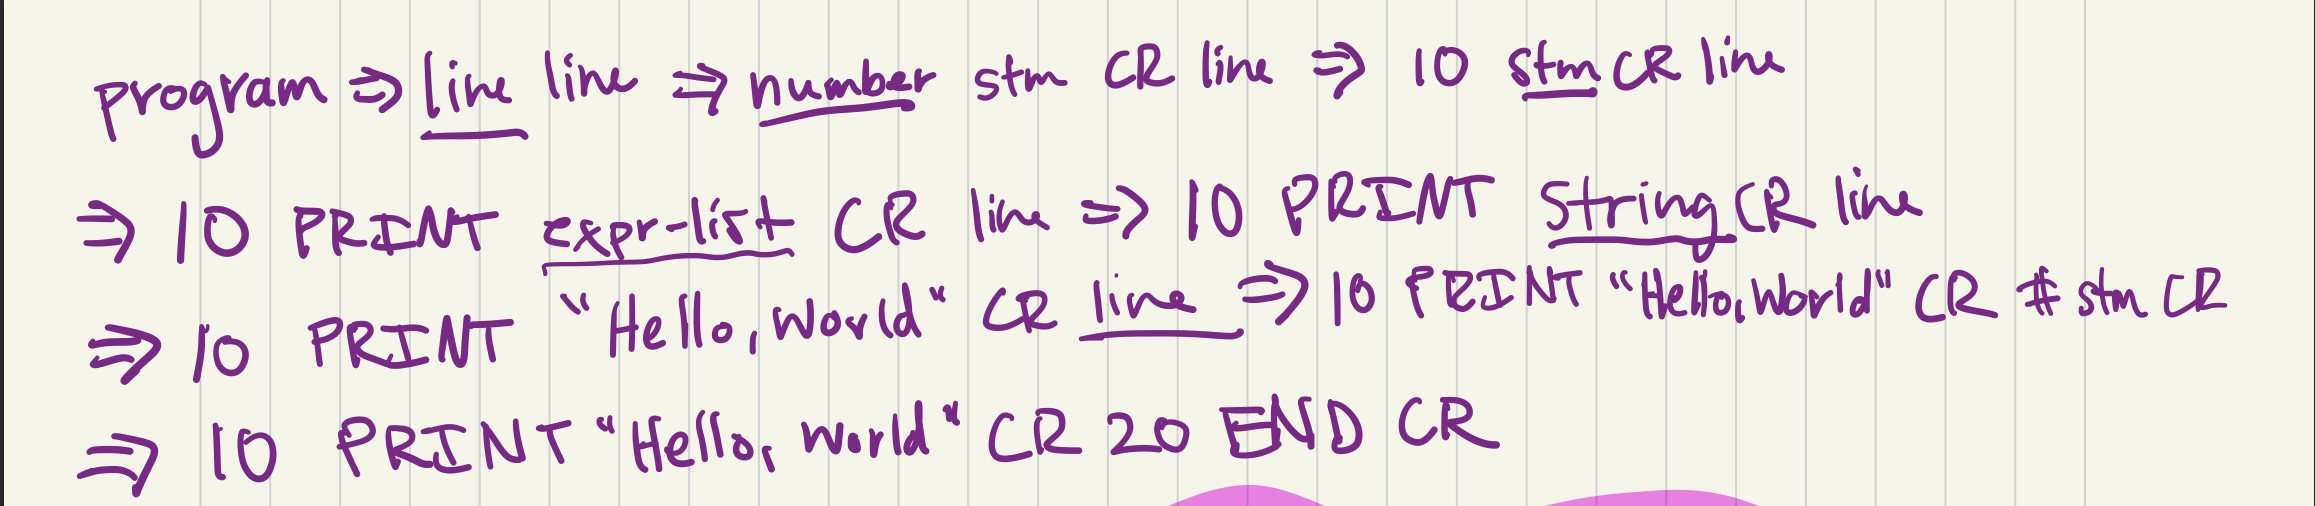 program ⇒ line line ⇒ number stm CR line ⇒ 10 stm CR line
⇒ 10 PRINT expr-list CR line ⇒ 10 PRINT string CR line
⇒ 10 PRINT "Hello, World" CR line ⇒ 10 PRINT "Hello, World" CR # stm CR
⇒ 10 PRINT "Hello, World" CR 20 END CR